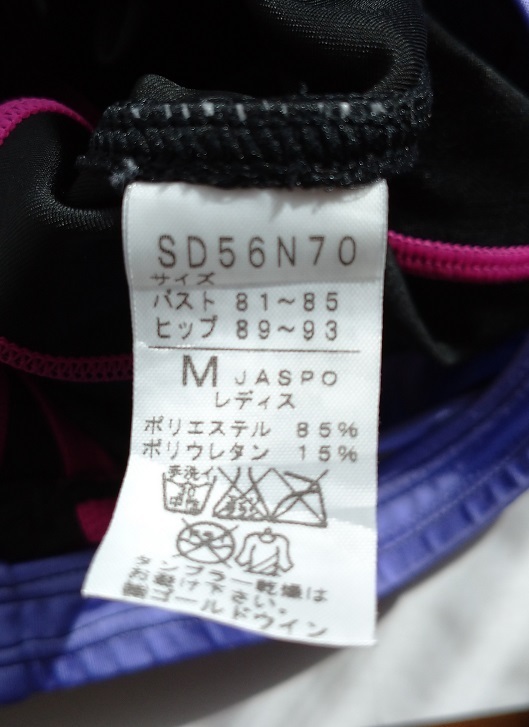 SD56N70
サイズ
バスト 81～85
ヒップ 89～93
M JASPO
レディス
ポリエステル 85%
ポリウレタン 15%
手洗イ
タンブラー乾燥は
お避け下さい。
ゴールドウイン